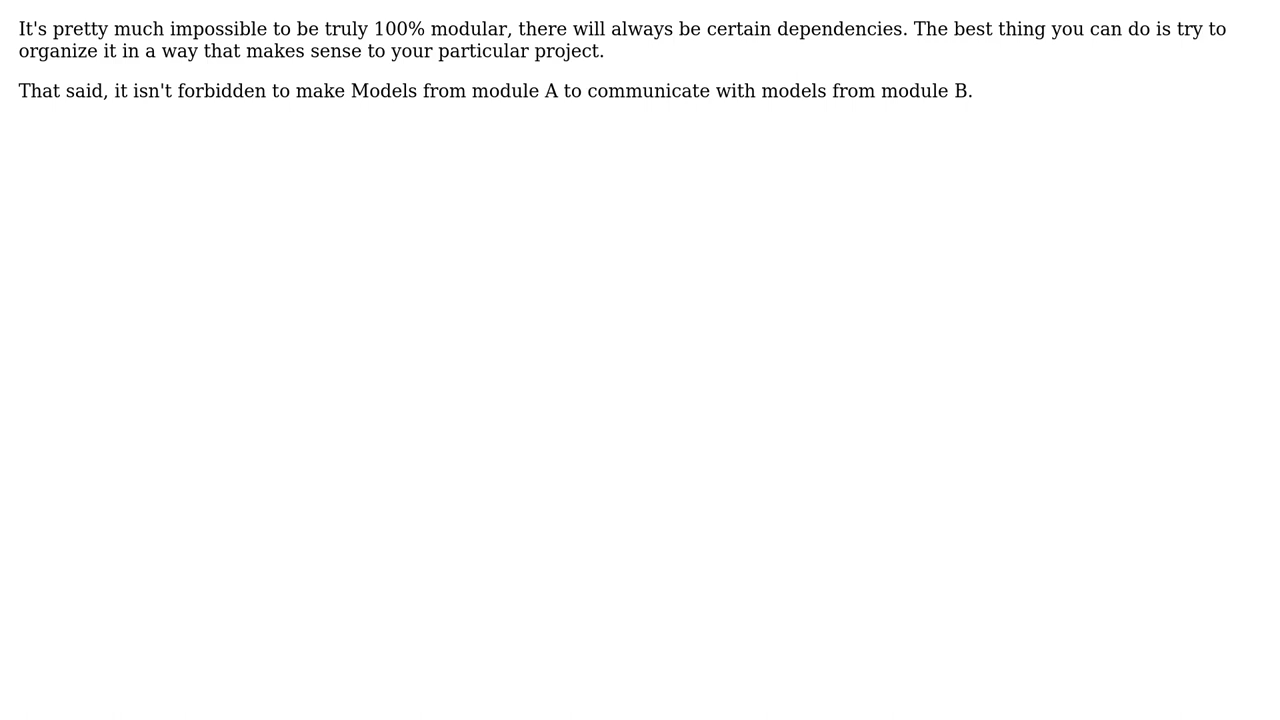 It's pretty much impossible to be truly 100% modular, there will always be certain dependencies. The best thing you can do is try to
organize it in a way that makes sense to your particular project.
That said, it isn't forbidden to make Models from module A to communicate with models from module B.